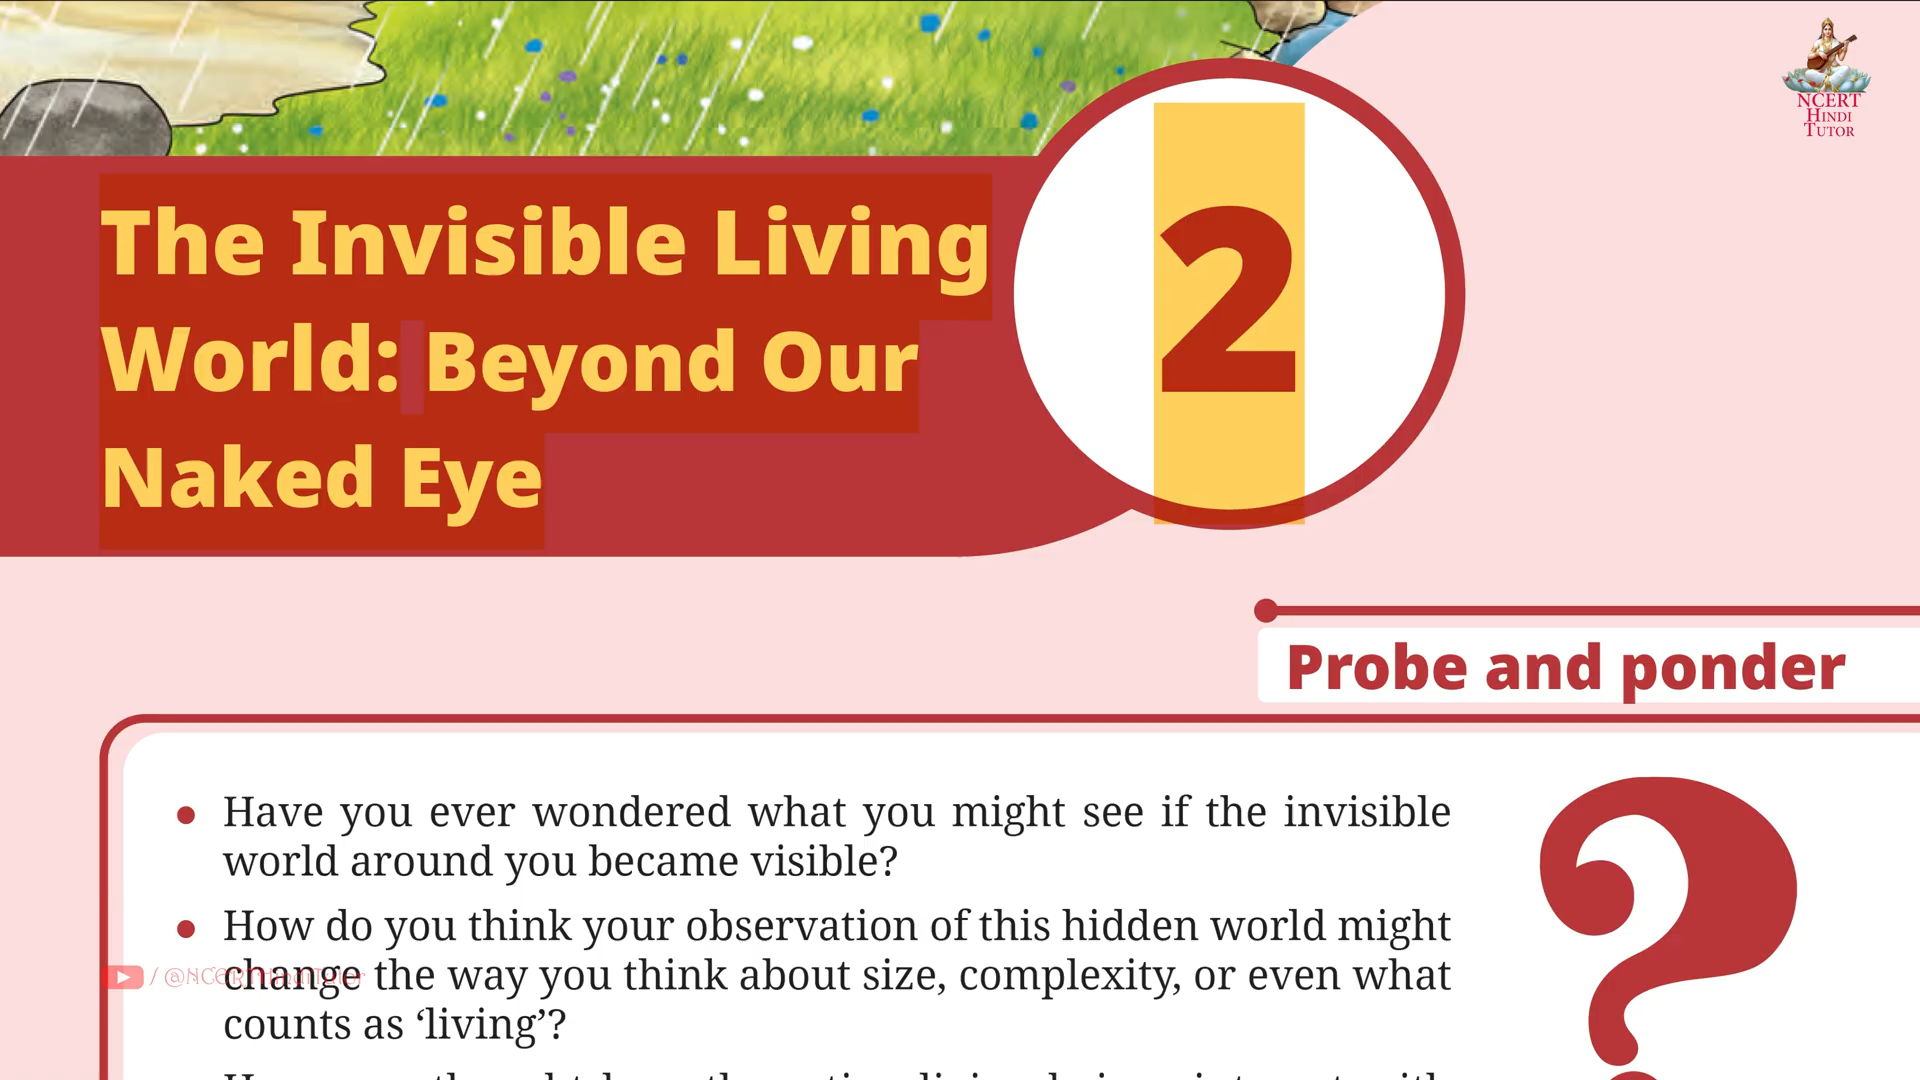 NCERT
HINDI
TUTOR
The Invisible Living
World: Beyond Our
Naked Eye
2
Probe and ponder
Have you ever wondered what you might see if the invisible
world around you became visible?
How do you think your observation of this hidden world might
change the way you think about size, complexity, or even what
counts as ‘living’?
/ @NCERTHindiTutor